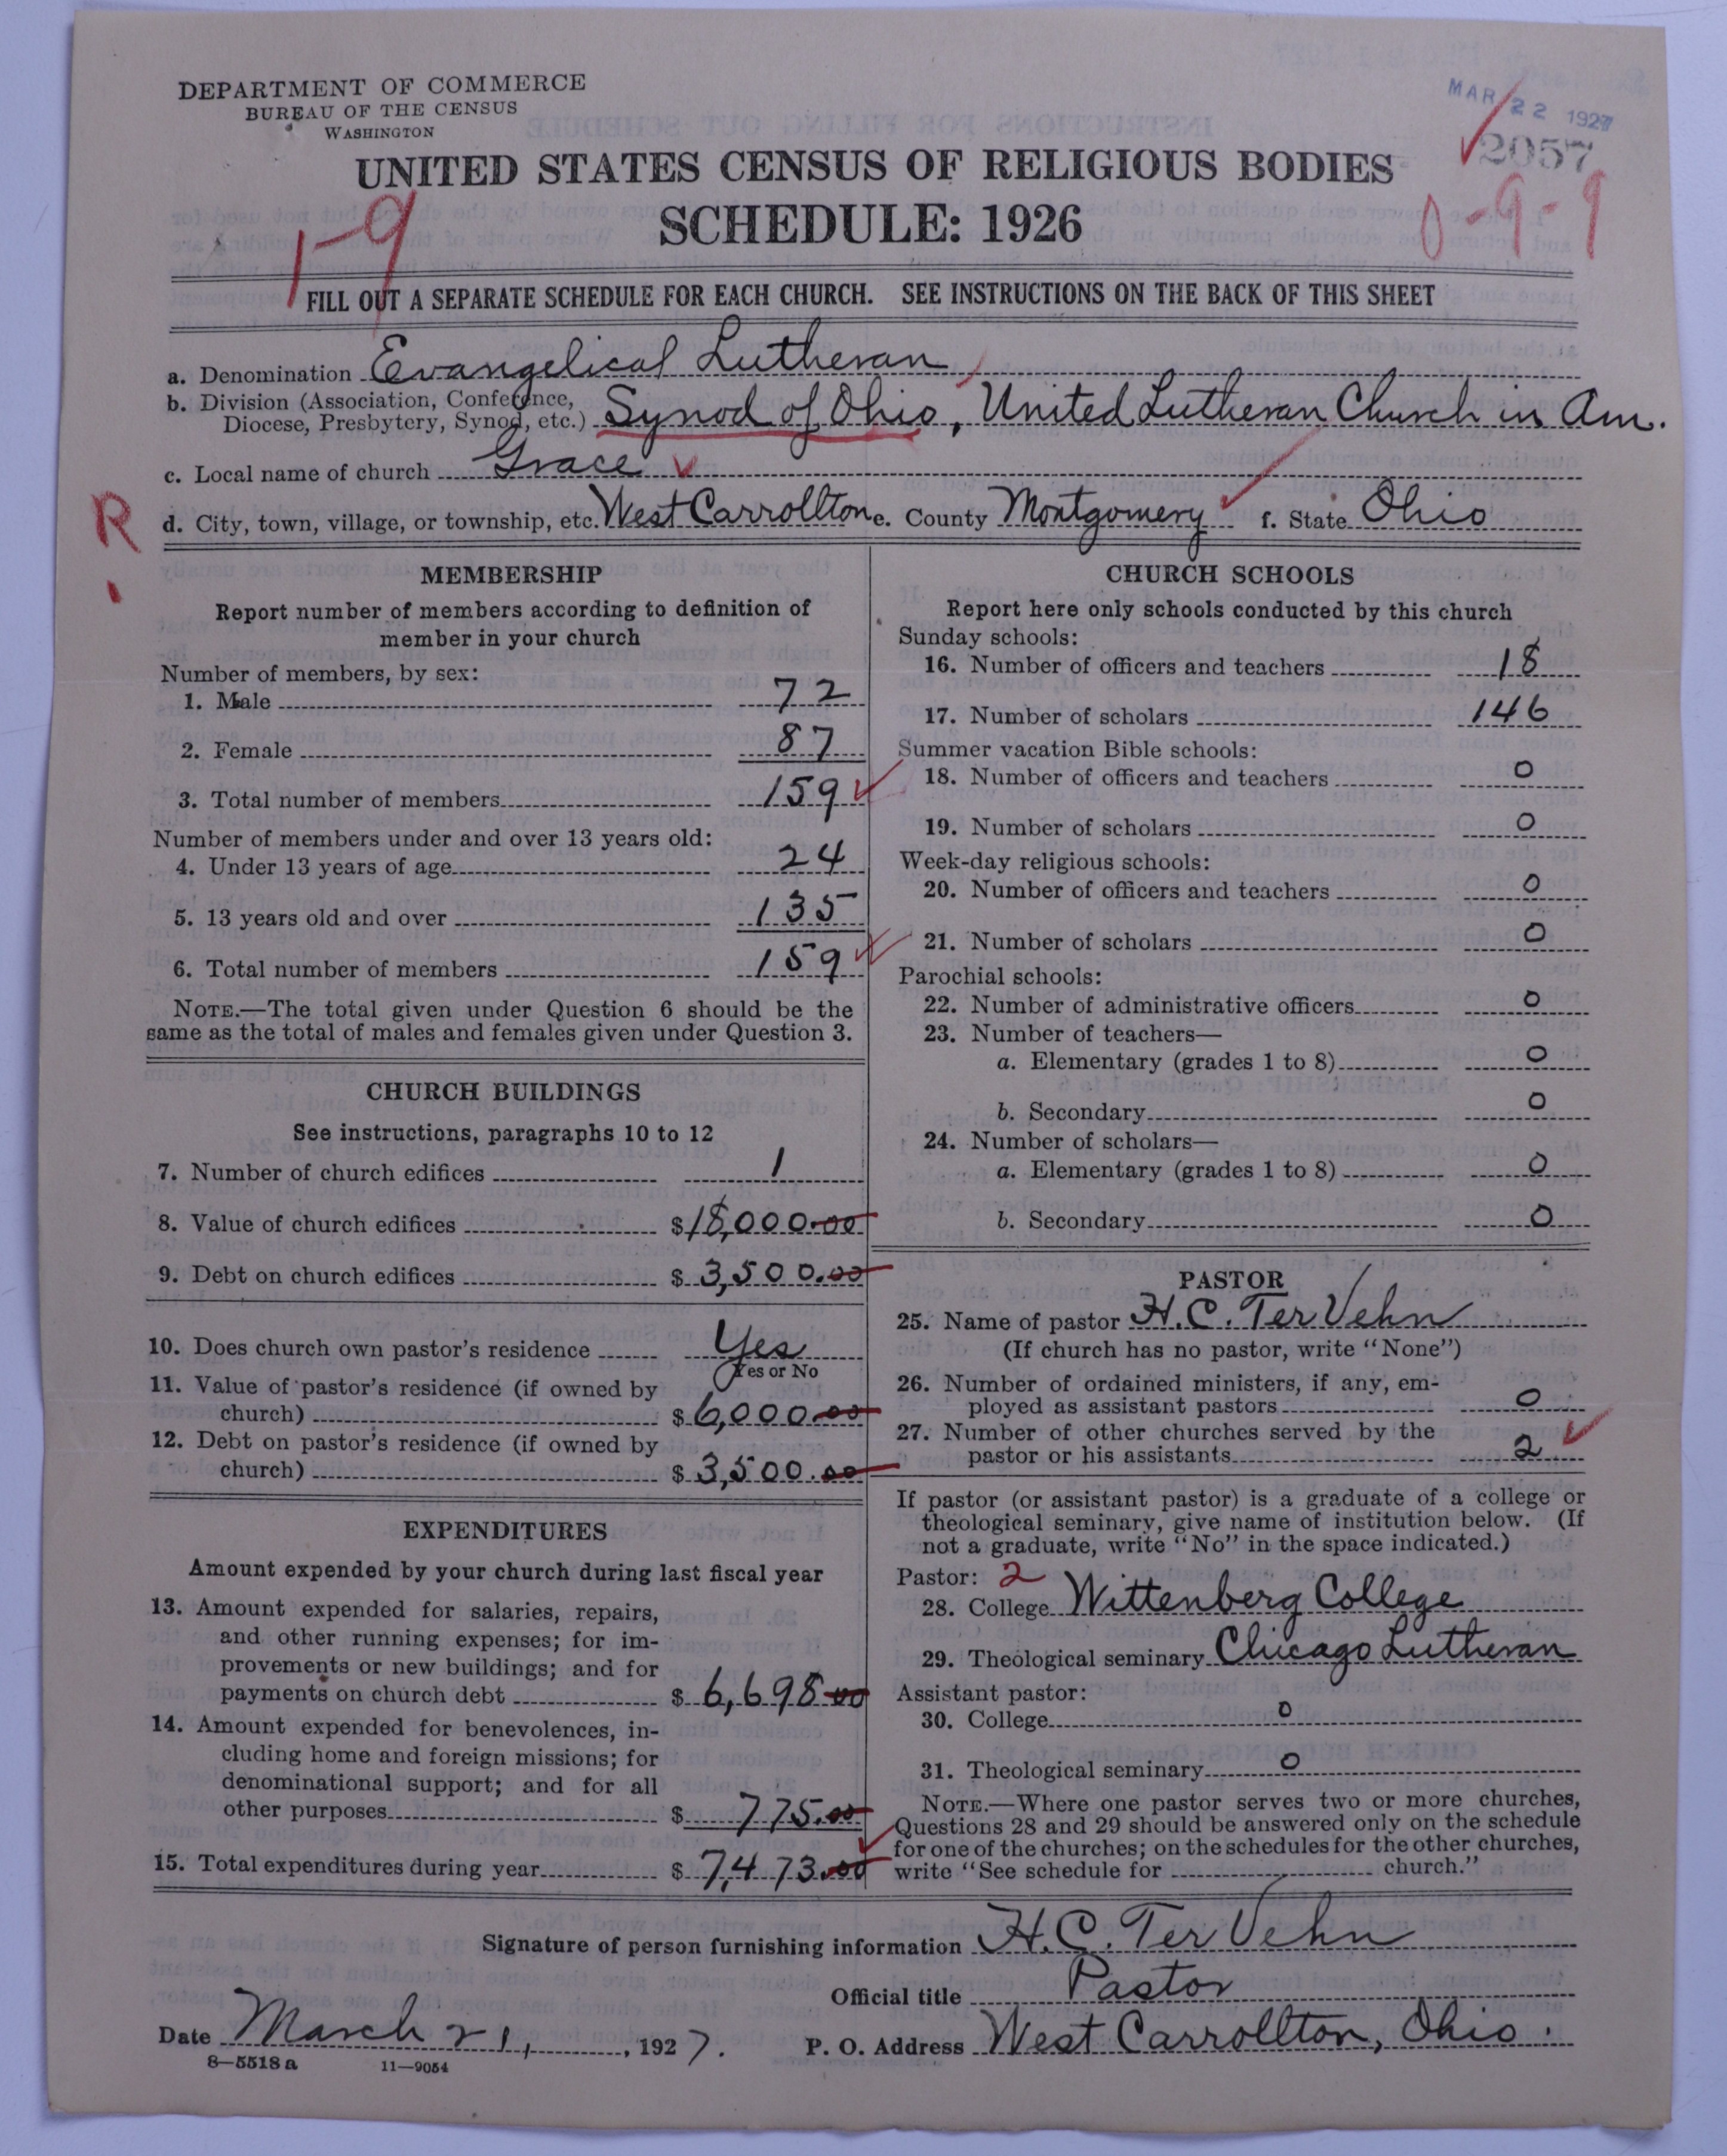 DEPARTMENT OF COMMERCE
BUREAU OF THE CENSUS
WASHINGTON
MAR 22 1927
2057
UNITED STATES CENSUS OF RELIGIOUS BODIES
SCHEDULE: 1926
1-9
0-9-9
FILL OUT A SEPARATE SCHEDULE FOR EACH CHURCH. SEE INSTRUCTIONS ON THE BACK OF THIS SHEET
a. Denomination Evangelical Lutheran
b. Division (Association, Conference,
Diocese, Presbytery, Synod, etc.) Synod of Ohio, United Lutheran Church in Am.
c. Local name of church Grace
R
d. City, town, village, or township, etc. West Carrollton e. County Montgomery f. State Ohio
MEMBERSHIP
Report number of members according to definition of
member in your church
Number of members, by sex:
1. Male 72
2. Female 87
3. Total number of members 159
Number of members under and over 13 years old:
4. Under 13 years of age 24
5. 13 years old and over 135
6. Total number of members 159
NOTE.—The total given under Question 6 should be the
same as the total of males and females given under Question 3.
CHURCH BUILDINGS
See instructions, paragraphs 10 to 12
7. Number of church edifices 1
8. Value of church edifices $18,000.00
9. Debt on church edifices $3,500.00
10. Does church own pastor's residence Yes
Yes or No
11. Value of pastor's residence (if owned by
church) $6,000.00
12. Debt on pastor's residence (if owned by
church) $3,500.00
EXPENDITURES
Amount expended by your church during last fiscal year
13. Amount expended for salaries, repairs,
and other running expenses; for im-
provements or new buildings; and for
payments on church debt $6,698.00
14. Amount expended for benevolences, in-
cluding home and foreign missions; for
denominational support; and for all
other purposes $775.00
15. Total expenditures during year $7,473.00
CHURCH SCHOOLS
Report here only schools conducted by this church
Sunday schools:
16. Number of officers and teachers 18
17. Number of scholars 146
Summer vacation Bible schools:
18. Number of officers and teachers 0
19. Number of scholars 0
Week-day religious schools:
20. Number of officers and teachers 0
21. Number of scholars 0
Parochial schools:
22. Number of administrative officers 0
23. Number of teachers—
a. Elementary (grades 1 to 8) 0
b. Secondary 0
24. Number of scholars—
a. Elementary (grades 1 to 8) 0
b. Secondary 0
PASTOR
25. Name of pastor H.C. Ter Vehn
(If church has no pastor, write "None")
26. Number of ordained ministers, if any, em-
ployed as assistant pastors 0
27. Number of other churches served by the
pastor or his assistants 2
If pastor (or assistant pastor) is a graduate of a college or
theological seminary, give name of institution below. (If
not a graduate, write "No" in the space indicated.)
Pastor: 2
28. College Wittenberg College
29. Theological seminary Chicago Lutheran
Assistant pastor:
30. College 0
31. Theological seminary 0
NOTE.—Where one pastor serves two or more churches,
Questions 28 and 29 should be answered only on the schedule
for one of the churches; on the schedules for the other churches,
write "See schedule for church."
Signature of person furnishing information H.C. Ter Vehn
Official title Pastor
Date March 21, 1927. P. O. Address West Carrollton, Ohio.
8—5518 a 11—9054